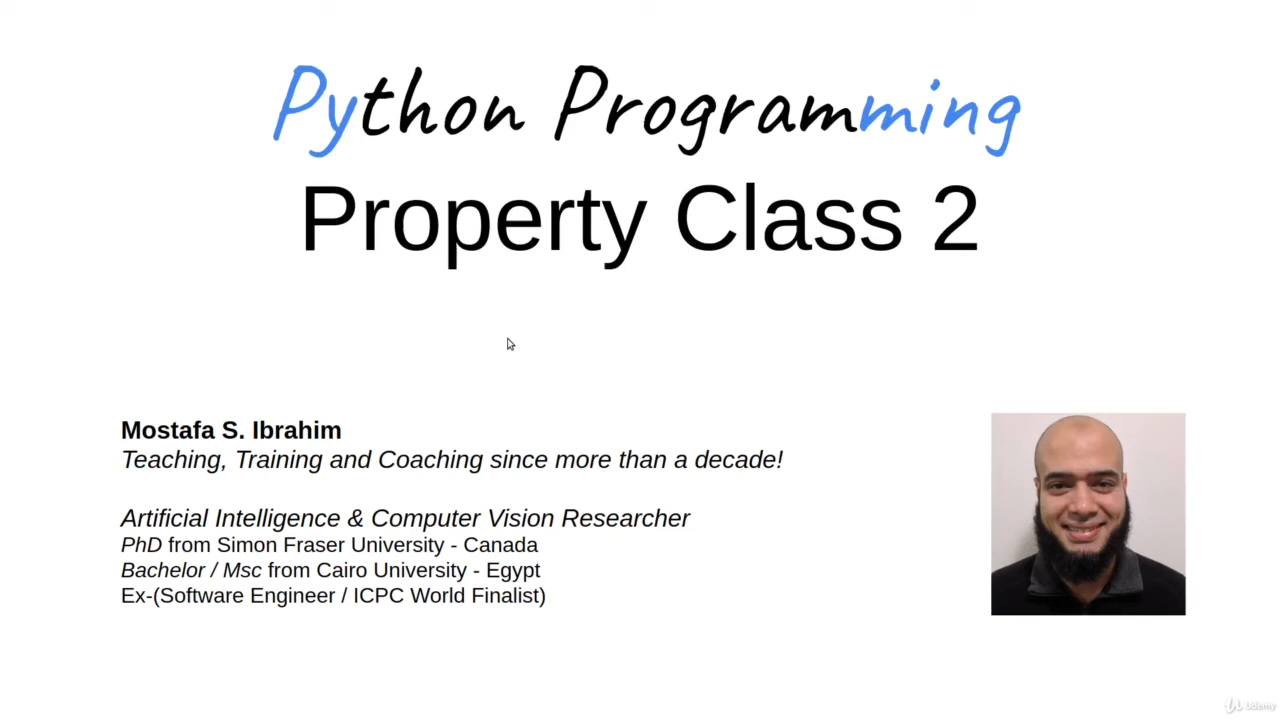 Python Programming
Property Class 2
Mostafa S. Ibrahim
Teaching, Training and Coaching since more than a decade!
Artificial Intelligence & Computer Vision Researcher
PhD from Simon Fraser University - Canada
Bachelor / Msc from Cairo University - Egypt
Ex-(Software Engineer / ICPC World Finalist)
Udemy